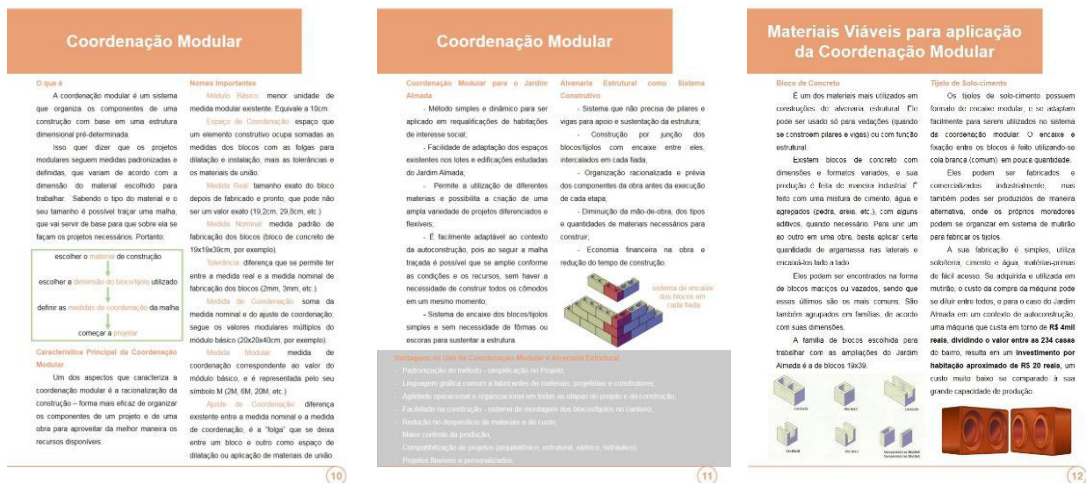 Coordenação Modular
O que é
A coordenação modular é um sistema
que organiza os componentes de uma
construção com base em uma estrutura
dimensional pré-determinada.
Isso quer dizer que os projetos
modulares seguem medidas padronizadas e
definidas, que variam de acordo com a
dimensão do material escolhido para
trabalhar. Sabendo o tipo do material e o
seu tamanho é possível traçar uma malha,
que vai servir de base para que sobre ela se
façam os projetos necessários. Portanto:
escolher o material de construção
escolher a dimensão do bloco/tijolo utilizado
definir as medidas de coordenação da malha
começar a projetar
Característica Principal da Coordenação
Modular
Um dos aspectos que caracteriza a
coordenação modular é a racionalização da
construção – forma mais eficaz de organizar
os componentes de um projeto e de uma
obra para aproveitar da melhor maneira os
recursos disponíveis.
Nomes Importantes
Módulo Básico: menor unidade de
medida modular existente. Equivale a 10cm.
Espaço de Coordenação: espaço que
um elemento construtivo ocupa somadas as
medidas dos blocos com as folgas para
dilatação e instalação, mais as tolerâncias e
os materiais de união.
Medida Real: tamanho exato do bloco
depois de fabricado e pronto, que pode não
ser um valor exato (19,2cm, 29,8cm, etc.)
Medida Nominal: medida padrão de
fabricação dos blocos (bloco de concreto de
19x19x39cm, por exemplo).
Tolerância: diferença que se permite ter
entre a medida real e a medida nominal de
fabricação dos blocos (2mm, 3mm, etc.).
Medida de Coordenação: soma da
medida nominal e do ajuste de coordenação,
segue os valores modulares múltiplos do
módulo básico (20x20x40cm, por exemplo).
Medida Modular: medida de
coordenação correspondente ao valor do
módulo básico, e é representada pelo seu
símbolo M (2M, 6M, 20M, etc.)
Ajuste de Coordenação: diferença
existente entre a medida nominal e a medida
de coordenação; é a "folga" que se deixa
entre um bloco e outro como espaço de
dilatação ou aplicação de materiais de união.
10
Coordenação Modular
Coordenação Modular para o Jardim
Almada
- Método simples e dinâmico para ser
aplicado em requalificações de habitações
de interesse social;
- Facilidade de adaptação dos espaços
existentes nos lotes e edificações estudadas
do Jardim Almada;
- Permite a utilização de diferentes
materiais e possibilita a criação de uma
ampla variedade de projetos diferenciados e
flexíveis;
- É facilmente adaptável ao contexto
da autoconstrução, pois ao seguir a malha
traçada é possível que se amplie conforme
as condições e os recursos, sem haver a
necessidade de construir todos os cômodos
em um mesmo momento;
- Sistema de encaixe dos blocos/tijolos
simples e sem necessidade de fôrmas ou
escoras para sustentar a estrutura.
Alvenaria Estrutural como Sistema
Construtivo
- Sistema que não precisa de pilares e
vigas para apoio e sustentação da estrutura;
- Construção por junção dos
blocos/tijolos com encaixe entre eles,
intercalados em cada fiada;
- Organização racionalizada e prévia
dos componentes da obra antes da execução
de cada etapa;
- Diminuição da mão-de-obra, dos tipos
e quantidades de materiais necessários para
construir;
- Economia financeira na obra e
redução do tempo de construção.
sistema de encaixe
dos blocos em
cada fiada
Vantagens do Uso da Coordenação Modular e Alvenaria Estrutural
- Padronização do método - simplificação no Projeto;
- Linguagem gráfica comum a fabricantes de materiais, projetistas e construtores;
- Agilidade operacional e organizacional em todas as etapas do projeto e da construção;
- Facilidade na construção - sistema de montagem dos blocos/tijolos no canteiro;
- Redução no desperdício de materiais e de custo;
- Maior controle da produção;
- Compatibilização de projetos (arquitetônico, estrutural, elétrico, hidráulico);
- Projetos flexíveis e personalizados.
11
Materiais Viáveis para aplicação
da Coordenação Modular
Bloco de Concreto
É um dos materiais mais utilizados em
construções de alvenaria estrutural. Ele
pode ser usado só para vedações (quando
se constroem pilares e vigas) ou com função
estrutural.
Existem blocos de concreto com
dimensões e formatos variados, e sua
produção é feita de maneira industrial. É
feito com uma mistura de cimento, água e
agregados (pedra, areia, etc.), com alguns
aditivos, quando necessário. Para unir um
ao outro em uma obra, basta aplicar certa
quantidade de argamassa nas laterais e
encaixá-los lado a lado.
Eles podem ser encontrados na forma
de blocos maciços ou vazados, sendo que
esses últimos são os mais comuns. São
também agrupados em famílias, de acordo
com suas dimensões.
A família de blocos escolhida para
trabalhar com as ampliações do Jardim
Almada é a de blocos 19x39.
Tijolo de Solo-cimento
Os tijolos de solo-cimento possuem
formato de encaixe modular, e se adaptam
facilmente para serem utilizados no sistema
da coordenação modular. O encaixe e
fixação entre os blocos é feito utilizando-se
cola branca (comum) em pouca quantidade.
Eles podem ser fabricados e
comercializados industrialmente, mas
também podes ser produzidos de maneira
alternativa, onde os próprios moradores
podem se organizar em sistema de mutirão
para fabricar os tijolos.
A sua fabricação é simples, utiliza
solo/terra, cimento e água, matérias-primas
de fácil acesso. Se adquirida e utilizada em
mutirão, o custo da compra da máquina pode
se diluir entre todos, e para o caso do Jardim
Almada em um contexto de autoconstrução,
uma máquina que custa em torno de R$ 4mil
reais, dividindo o valor entre as 234 casas
do bairro, resulta em um investimento por
habitação aproximado de R$ 20 reais, um
custo muito baixo se comparado à sua
grande capacidade de produção.
12